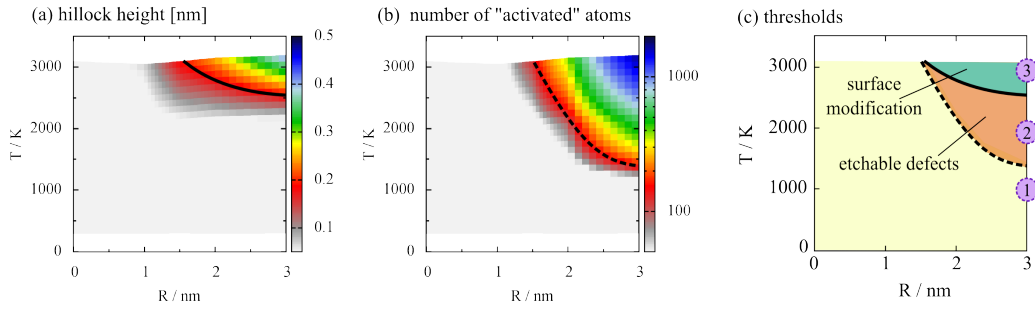 (a) hillock height [nm]
T / K
3000
2000
1000
0
0
1
2
3
R / nm
0.5
0.4
0.3
0.2
0.1
(b) number of "activated" atoms
T / K
3000
2000
1000
0
0
1
2
3
R / nm
1000
100
(c) thresholds
T / K
3000
2000
1000
0
0
1
2
3
R / nm
surface
modification
etchable defects
3
2
1